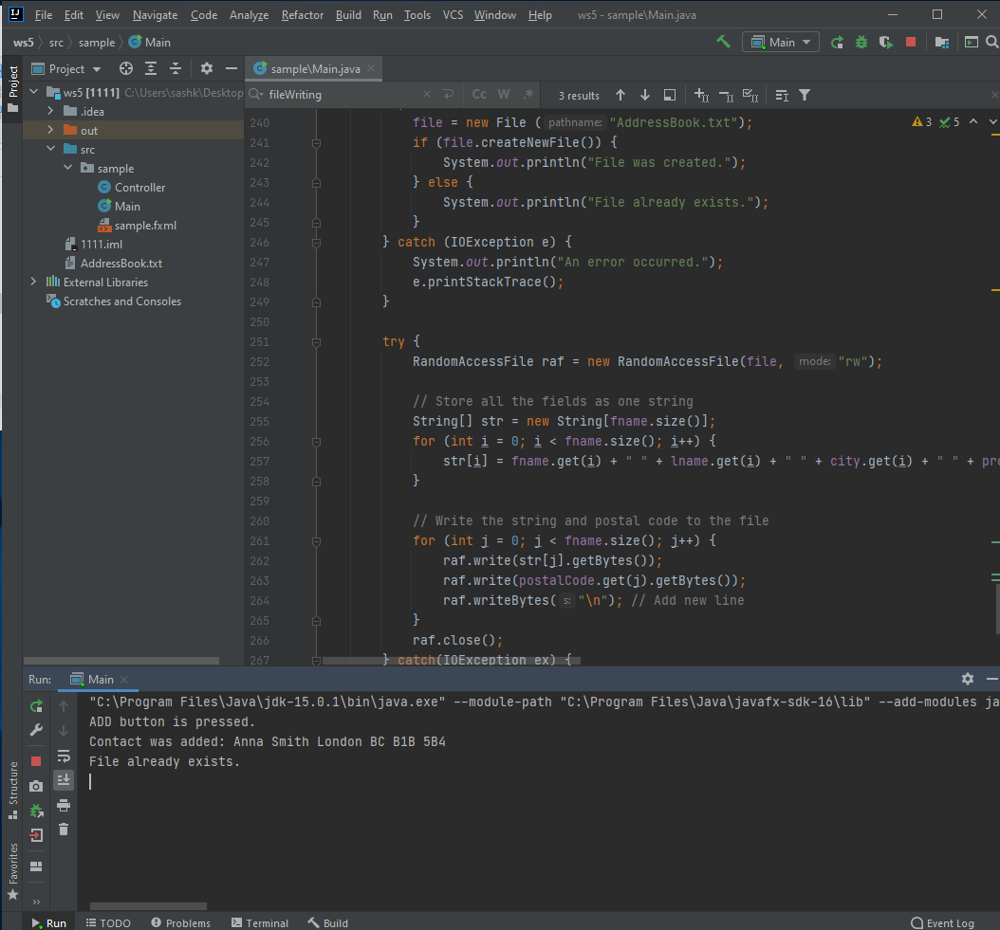 File Edit View Navigate Code Analyze Refactor Build Run Tools VCS Window Help ws5 - sample\Main.java
ws5 src sample Main Main
Project sample\Main.java
Project
ws5 [1111] C:\Users\sashk\Desktop
.idea
out
src
sample
Controller
Main
sample.fxml
1111.iml
AddressBook.txt
External Libraries
Scratches and Consoles
fileWriting Cc W .* 3 results
3 5
240 file = new File ( pathname: "AddressBook.txt");
241 if (file.createNewFile()) {
242 System.out.println("File was created.");
243 } else {
244 System.out.println("File already exists.");
245 }
246 } catch (IOException e) {
247 System.out.println("An error occurred.");
248 e.printStackTrace();
249 }
250
251 try {
252 RandomAccessFile raf = new RandomAccessFile(file, mode: "rw");
253
254 // Store all the fields as one string
255 String[] str = new String[fname.size()];
256 for (int i = 0; i < fname.size(); i++) {
257 str[i] = fname.get(i) + " " + lname.get(i) + " " + city.get(i) + " " + pro
258 }
259
260 // Write the string and postal code to the file
261 for (int j = 0; j < fname.size(); j++) {
262 raf.write(str[j].getBytes());
263 raf.write(postalCode.get(j).getBytes());
264 raf.writeBytes( s: "\n"); // Add new line
265 }
266 raf.close();
267 } catch(IOException ex) {
Run: Main
"C:\Program Files\Java\jdk-15.0.1\bin\java.exe" --module-path "C:\Program Files\Java\javafx-sdk-16\lib" --add-modules ja
ADD button is pressed.
Contact was added: Anna Smith London BC B1B 5B4
File already exists.
Structure
Favorites
Run TODO Problems Terminal Build Event Log